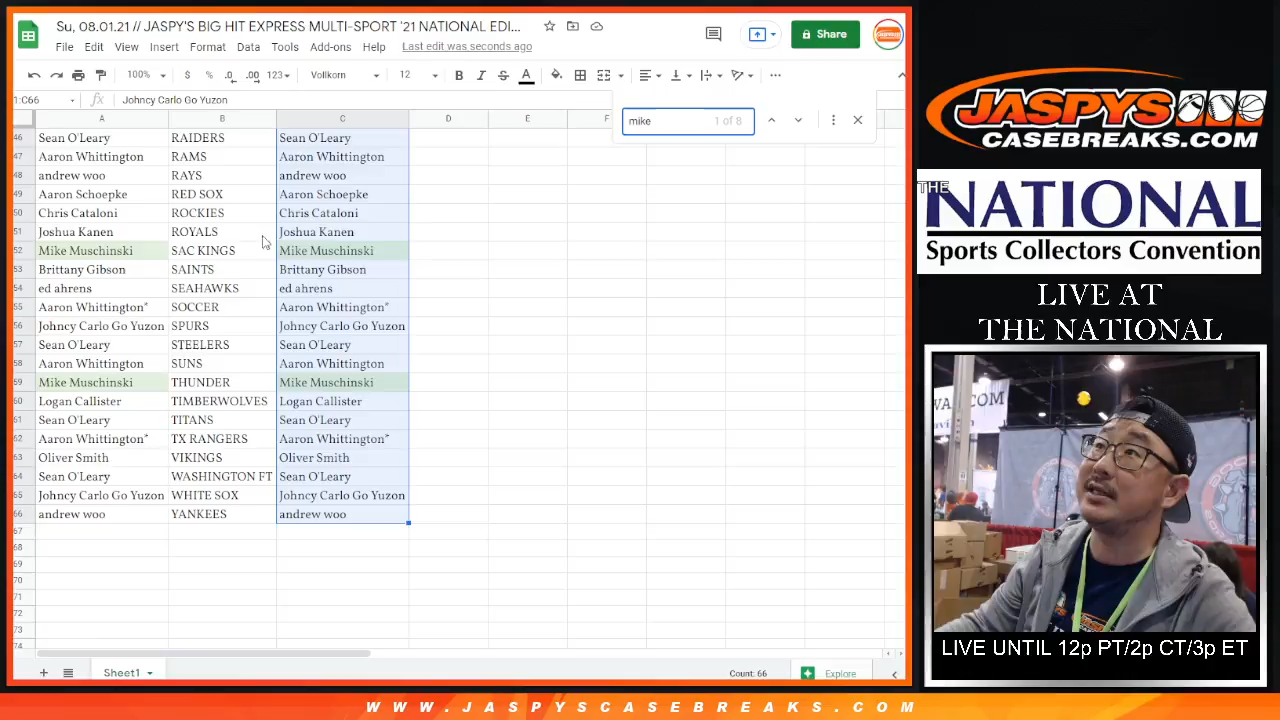 Su, 08.01.21 // JASPY'S BIG HIT EXPRESS MULTI-SPORT '21 NATIONAL EDI...
Share
File Edit View Insert Format Data Tools Add-ons Help Last edit was seconds ago
100% $ % .0 .00 123 Vollkorn 12 B I S A
1:C66 fx Johncy Carlo Go Yuzon
mike 1 of 8
A B C D E F
46 Sean O'Leary RAIDERS Sean O'Leary
47 Aaron Whittington RAMS Aaron Whittington
48 andrew woo RAYS andrew woo
49 Aaron Schoepke RED SOX Aaron Schoepke
50 Chris Cataloni ROCKIES Chris Cataloni
51 Joshua Kanen ROYALS Joshua Kanen
52 Mike Muschinski SAC KINGS Mike Muschinski
53 Brittany Gibson SAINTS Brittany Gibson
54 ed ahrens SEAHAWKS ed ahrens
55 Aaron Whittington* SOCCER Aaron Whittington*
56 Johncy Carlo Go Yuzon SPURS Johncy Carlo Go Yuzon
57 Sean O'Leary STEELERS Sean O'Leary
58 Aaron Whittington SUNS Aaron Whittington
59 Mike Muschinski THUNDER Mike Muschinski
60 Logan Callister TIMBERWOLVES Logan Callister
61 Sean O'Leary TITANS Sean O'Leary
62 Aaron Whittington* TX RANGERS Aaron Whittington*
63 Oliver Smith VIKINGS Oliver Smith
64 Sean O'Leary WASHINGTON FT Sean O'Leary
65 Johncy Carlo Go Yuzon WHITE SOX Johncy Carlo Go Yuzon
66 andrew woo YANKEES andrew woo
67
68
69
70
71
72
73
74
Sheet1 Count: 66 Explore
JASPYS
CASEBREAKS.COM
THE
NATIONAL
Sports Collectors Convention
LIVE AT
THE NATIONAL
JASPYS
LIVE UNTIL 12p PT/2p CT/3p ET
WWW.JASPYSCASEBREAKS.COM